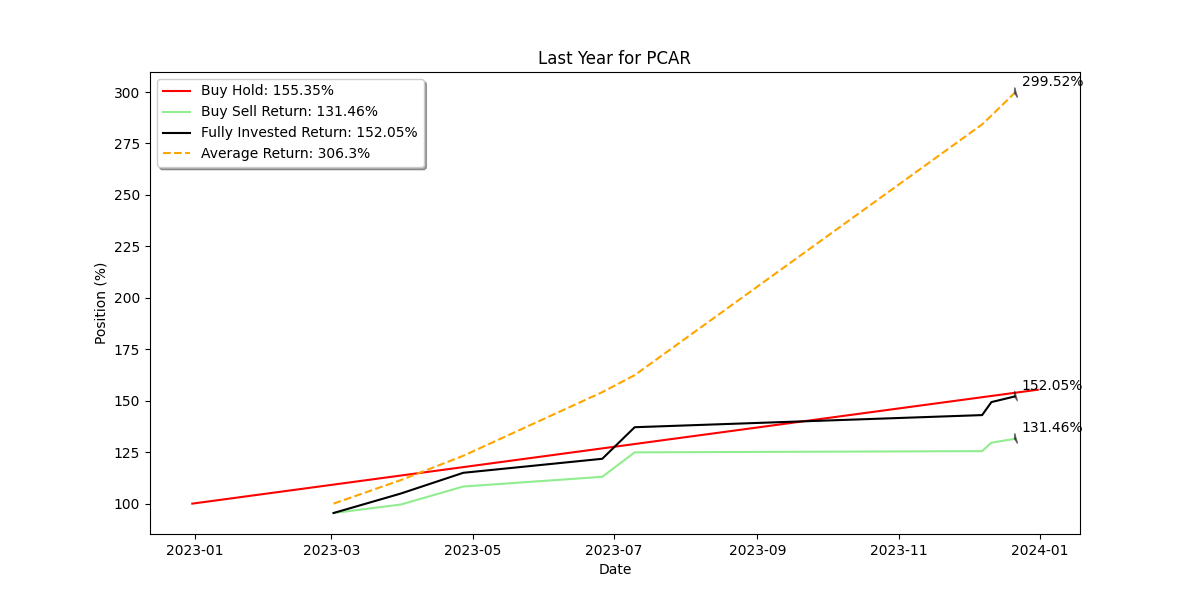 Last Year for PCAR
Buy Hold: 155.35%
Buy Sell Return: 131.46%
Fully Invested Return: 152.05%
Average Return: 306.3%
299.52%
152.05%
131.46%
Position (%)
300
275
250
225
200
175
150
125
100
2023-01
2023-03
2023-05
2023-07
2023-09
2023-11
2024-01
Date